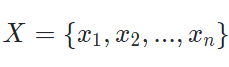 X = {x₁, x₂, ..., xₙ}